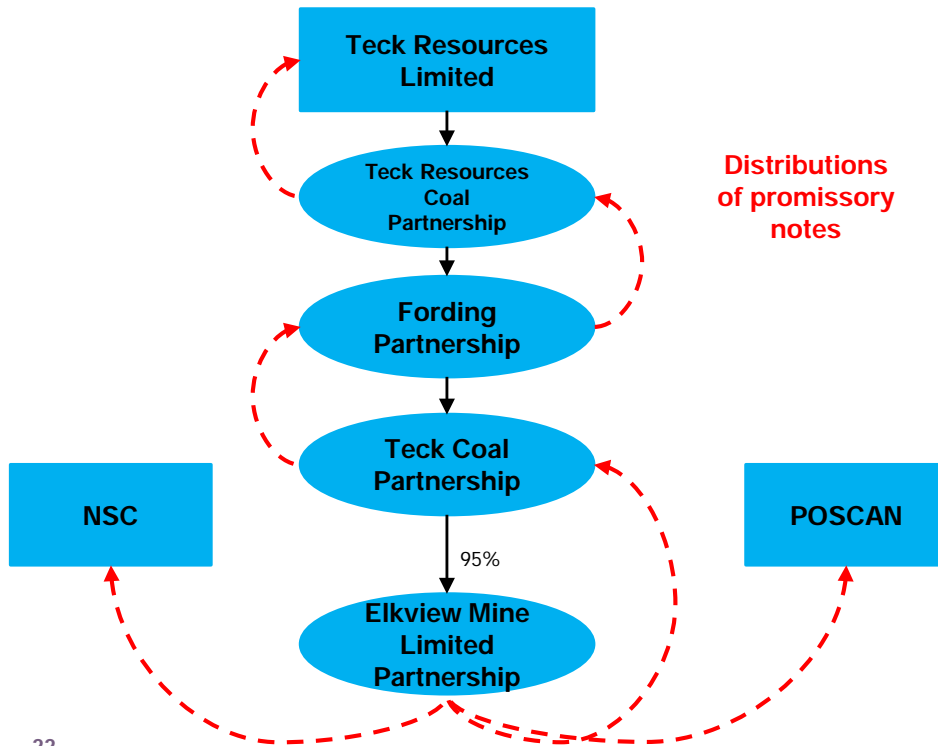 Teck Resources
Limited
Teck Resources
Coal
Partnership
Distributions
of promissory
notes
Fording
Partnership
Teck Coal
Partnership
NSC
POSCAN
95%
Elkview Mine
Limited
Partnership
22